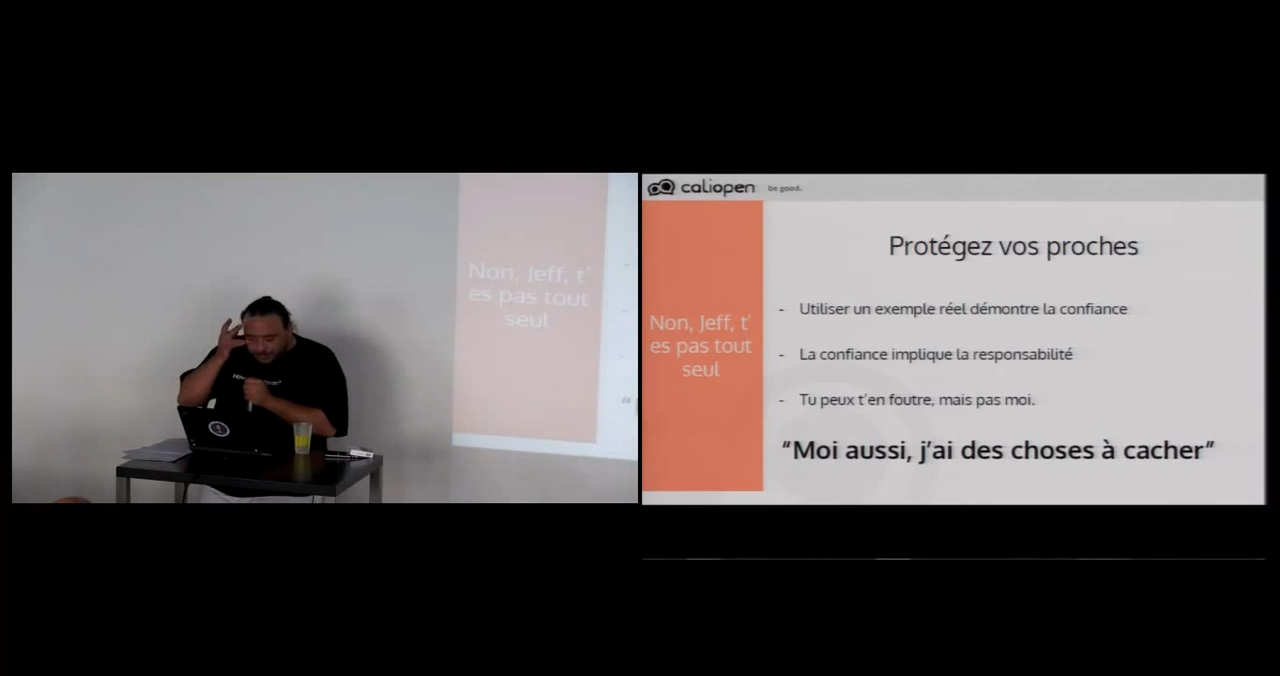 Non, Jeff, t'
es pas tout
seul
caliopen be good.
Protégez vos proches
Non, Jeff, t'
es pas tout
seul
- Utiliser un exemple réel démontre la confiance
- La confiance implique la responsabilité
- Tu peux t'en foutre, mais pas moi.
“Moi aussi, j'ai des choses à cacher”